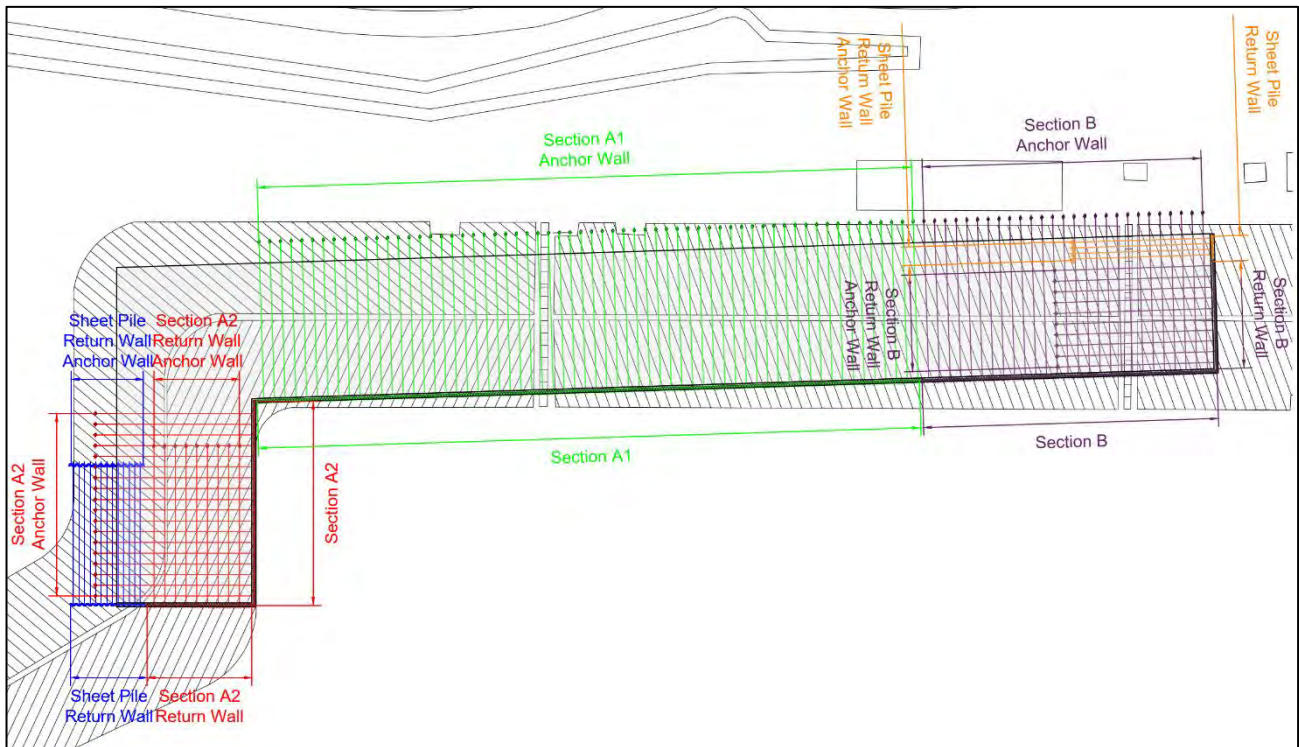 Sheet Pile
Return Wall
Anchor Wall
Sheet Pile
Return Wall
Section A1
Anchor Wall
Section B
Anchor Wall
Section B
Return Wall
Anchor Wall
Section B
Return Wall
Sheet Pile
Return Wall
Anchor Wall
Section A2
Return Wall
Anchor Wall
Section A2
Anchor Wall
Section A2
Section A1
Section B
Sheet Pile
Return Wall
Section A2
Return Wall